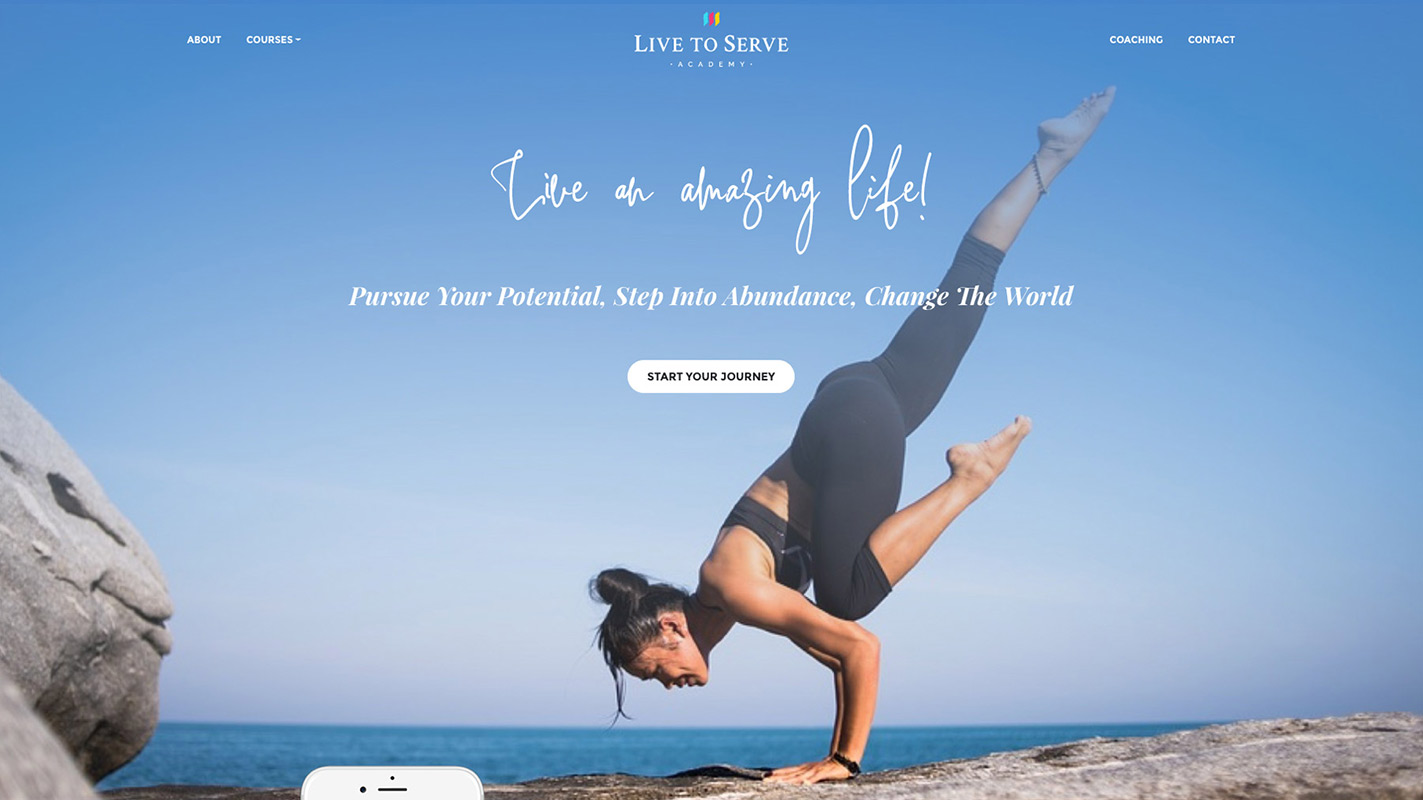 ABOUT
COURSES
LIVE TO SERVE
· ACADEMY ·
COACHING
CONTACT
Live an amazing life!
Pursue Your Potential, Step Into Abundance, Change The World
START YOUR JOURNEY